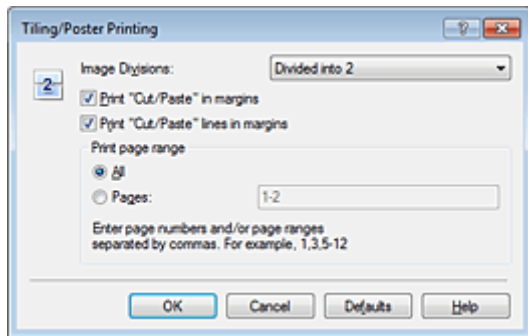 Tiling/Poster Printing
Image Divisions: Divided into 2
2
Print "Cut/Paste" in margins
Print "Cut/Paste" lines in margins
Print page range
All
Pages: 1-2
Enter page numbers and/or page ranges
separated by commas. For example, 1,3,5-12
OK Cancel Defaults Help